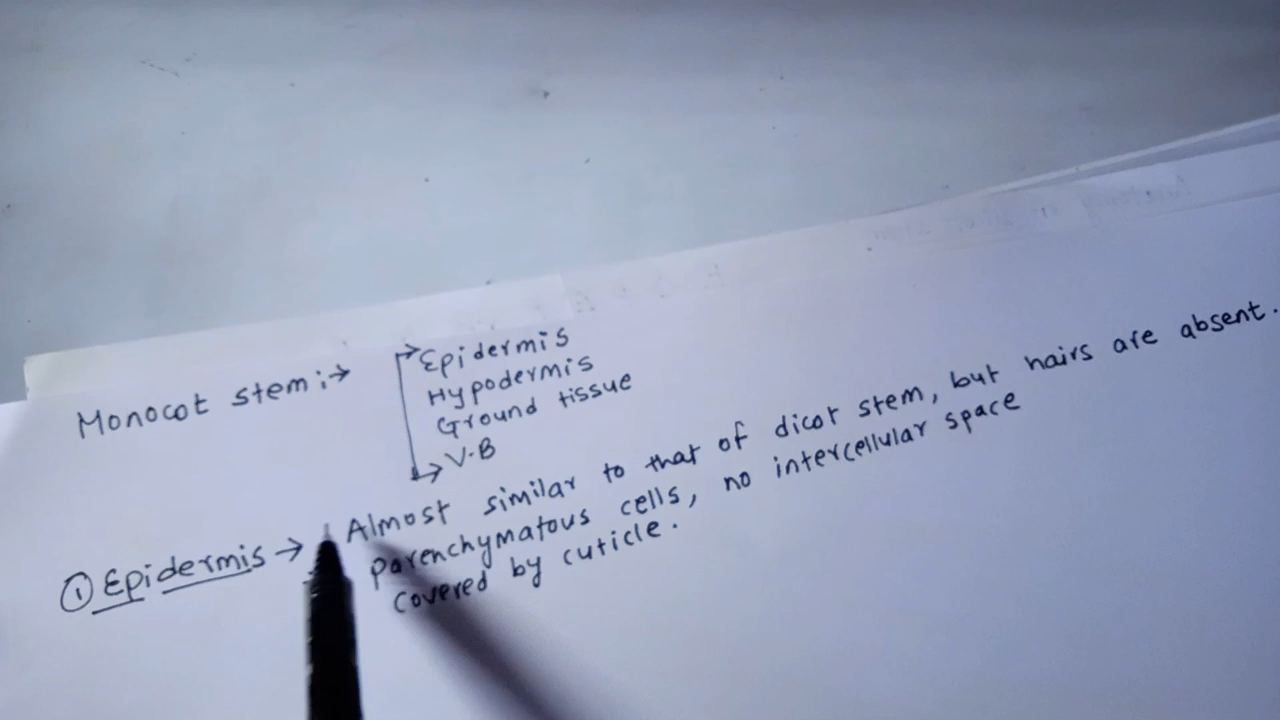 Monocot stem :→
Epidermis
Hypodermis
Ground tissue
V.B
① Epidermis → Almost similar to that of dicot stem, but hairs are absent.
parenchymatous cells, no intercellular space
covered by cuticle.